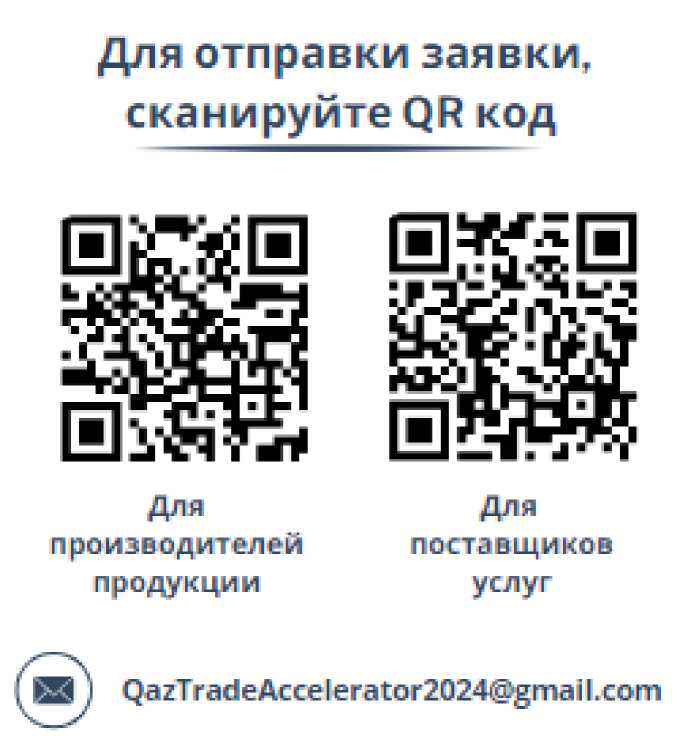 Для отправки заявки,
сканируйте QR код
Для
производителей
продукции
Для
поставщиков
услуг
QazTradeAccelerator2024@gmail.com